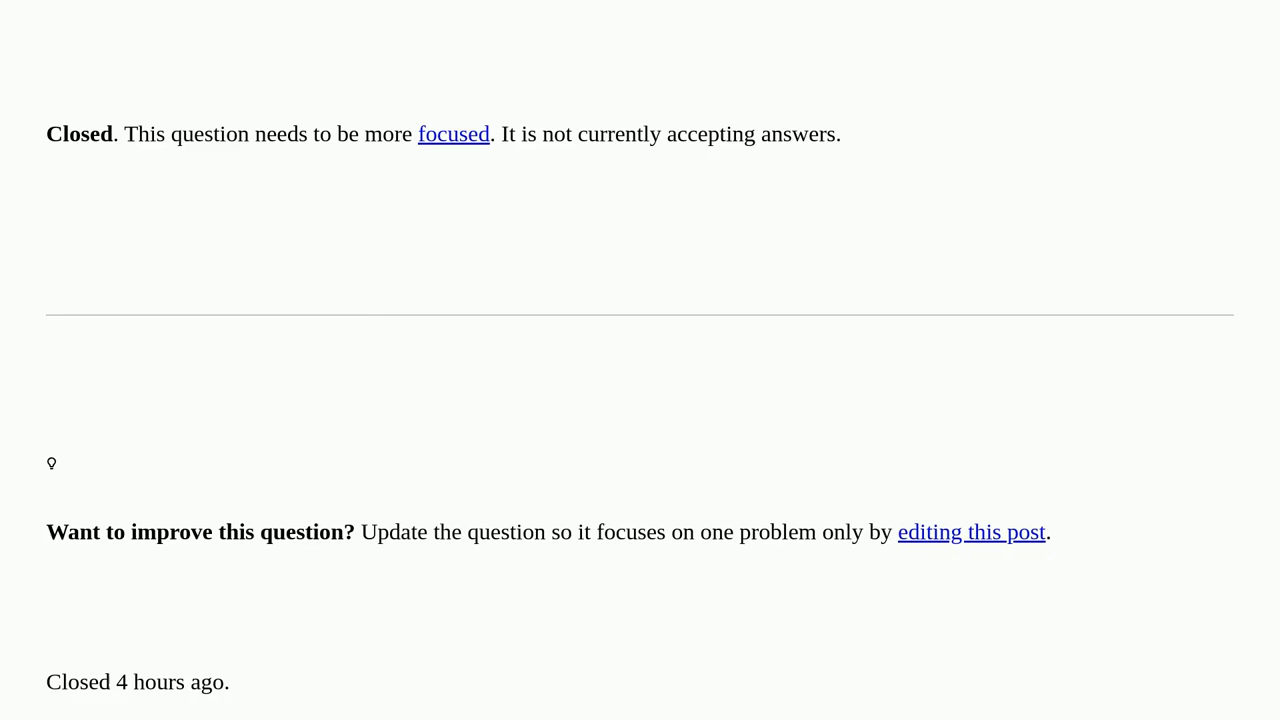 Closed. This question needs to be more focused. It is not currently accepting answers.
Want to improve this question? Update the question so it focuses on one problem only by editing this post.
Closed 4 hours ago.